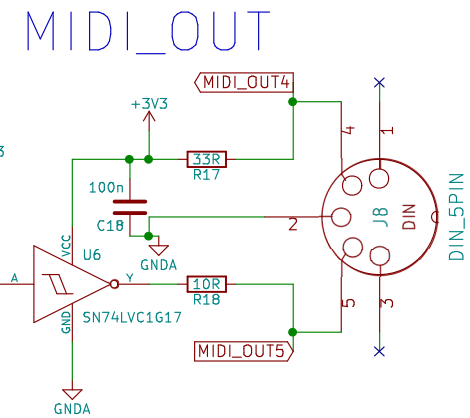 MIDI_OUT
MIDI_OUT4
+3V3
3
33R
R17
4
1
100n
C18
2
J8
DIN
DIN_5PIN
VCC
U6
GNDA
A
Y
10R
R18
SN74LVC1G17
GND
5
3
MIDI_OUT5
GNDA